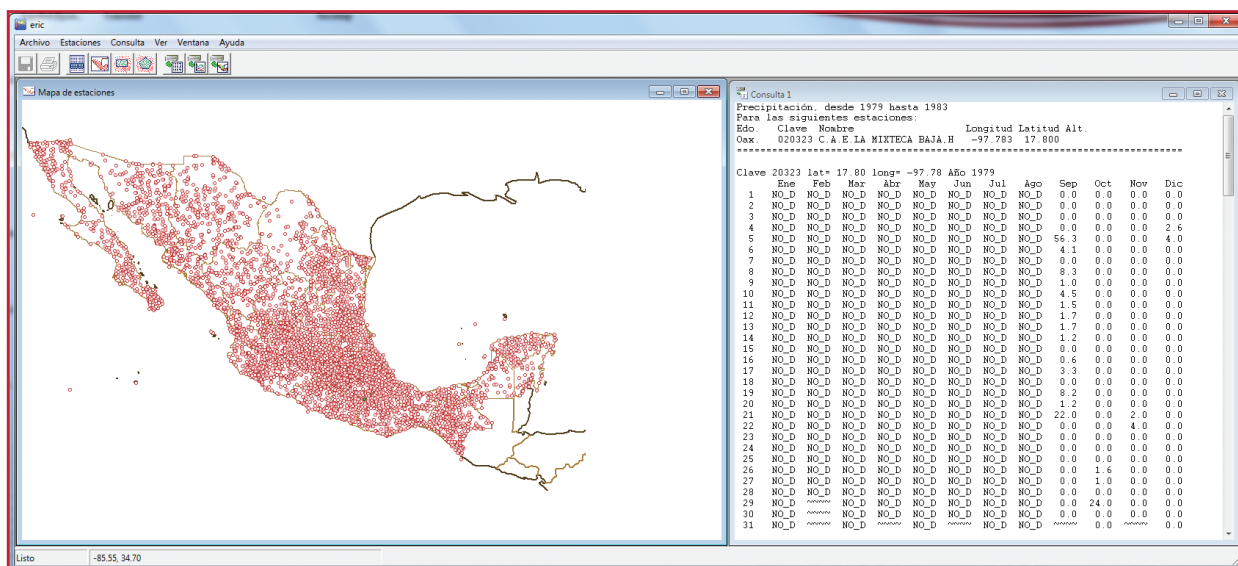 eric
Archivo Estaciones Consulta Ver Ventana Ayuda
Mapa de estaciones
Consulta 1
Precipitación, desde 1979 hasta 1983
Para las siguientes estaciones:
Edo. Clave Nombre Longitud Latitud Alt.
Oax. 020323 C.A.E.LA MIXTECA BAJA,H -97.783 17.800
================================================================================
Clave 20323 lat= 17.80 long= -97.78 Año 1979
Ene Feb Mar Abr May Jun Jul Ago Sep Oct Nov Dic
1 NO_D NO_D NO_D NO_D NO_D NO_D NO_D NO_D 0.0 0.0 0.0 0.0
2 NO_D NO_D NO_D NO_D NO_D NO_D NO_D NO_D 0.0 0.0 0.0 0.0
3 NO_D NO_D NO_D NO_D NO_D NO_D NO_D NO_D 0.0 0.0 0.0 0.0
4 NO_D NO_D NO_D NO_D NO_D NO_D NO_D NO_D 0.0 0.0 0.0 2.6
5 NO_D NO_D NO_D NO_D NO_D NO_D NO_D NO_D 56.3 0.0 0.0 4.0
6 NO_D NO_D NO_D NO_D NO_D NO_D NO_D NO_D 4.1 0.0 0.0 0.0
7 NO_D NO_D NO_D NO_D NO_D NO_D NO_D NO_D 0.0 0.0 0.0 0.0
8 NO_D NO_D NO_D NO_D NO_D NO_D NO_D NO_D 8.3 0.0 0.0 0.0
9 NO_D NO_D NO_D NO_D NO_D NO_D NO_D NO_D 1.0 0.0 0.0 0.0
10 NO_D NO_D NO_D NO_D NO_D NO_D NO_D NO_D 4.5 0.0 0.0 0.0
11 NO_D NO_D NO_D NO_D NO_D NO_D NO_D NO_D 1.5 0.0 0.0 0.0
12 NO_D NO_D NO_D NO_D NO_D NO_D NO_D NO_D 1.7 0.0 0.0 0.0
13 NO_D NO_D NO_D NO_D NO_D NO_D NO_D NO_D 1.7 0.0 0.0 0.0
14 NO_D NO_D NO_D NO_D NO_D NO_D NO_D NO_D 1.2 0.0 0.0 0.0
15 NO_D NO_D NO_D NO_D NO_D NO_D NO_D NO_D 0.0 0.0 0.0 0.0
16 NO_D NO_D NO_D NO_D NO_D NO_D NO_D NO_D 0.6 0.0 0.0 0.0
17 NO_D NO_D NO_D NO_D NO_D NO_D NO_D NO_D 3.3 0.0 0.0 0.0
18 NO_D NO_D NO_D NO_D NO_D NO_D NO_D NO_D 0.0 0.0 0.0 0.0
19 NO_D NO_D NO_D NO_D NO_D NO_D NO_D NO_D 8.2 0.0 0.0 0.0
20 NO_D NO_D NO_D NO_D NO_D NO_D NO_D NO_D 1.2 0.0 0.0 0.0
21 NO_D NO_D NO_D NO_D NO_D NO_D NO_D NO_D 22.0 0.0 2.0 0.0
22 NO_D NO_D NO_D NO_D NO_D NO_D NO_D NO_D 0.0 0.0 4.0 0.0
23 NO_D NO_D NO_D NO_D NO_D NO_D NO_D NO_D 0.0 0.0 0.0 0.0
24 NO_D NO_D NO_D NO_D NO_D NO_D NO_D NO_D 0.0 0.0 0.0 0.0
25 NO_D NO_D NO_D NO_D NO_D NO_D NO_D NO_D 0.0 0.0 0.0 0.0
26 NO_D NO_D NO_D NO_D NO_D NO_D NO_D NO_D 0.0 1.6 0.0 0.0
27 NO_D NO_D NO_D NO_D NO_D NO_D NO_D NO_D 0.0 1.0 0.0 0.0
28 NO_D NO_D NO_D NO_D NO_D NO_D NO_D NO_D 0.0 0.0 0.0 0.0
29 NO_D ~~~~ NO_D NO_D NO_D NO_D NO_D NO_D 0.0 24.0 0.0 0.0
30 NO_D ~~~~ NO_D NO_D NO_D NO_D NO_D NO_D 0.0 0.0 0.0 0.0
31 NO_D ~~~~ NO_D ~~~~ NO_D ~~~~ NO_D NO_D ~~~~ 0.0 ~~~~ 0.0
Listo -85.55, 34.70